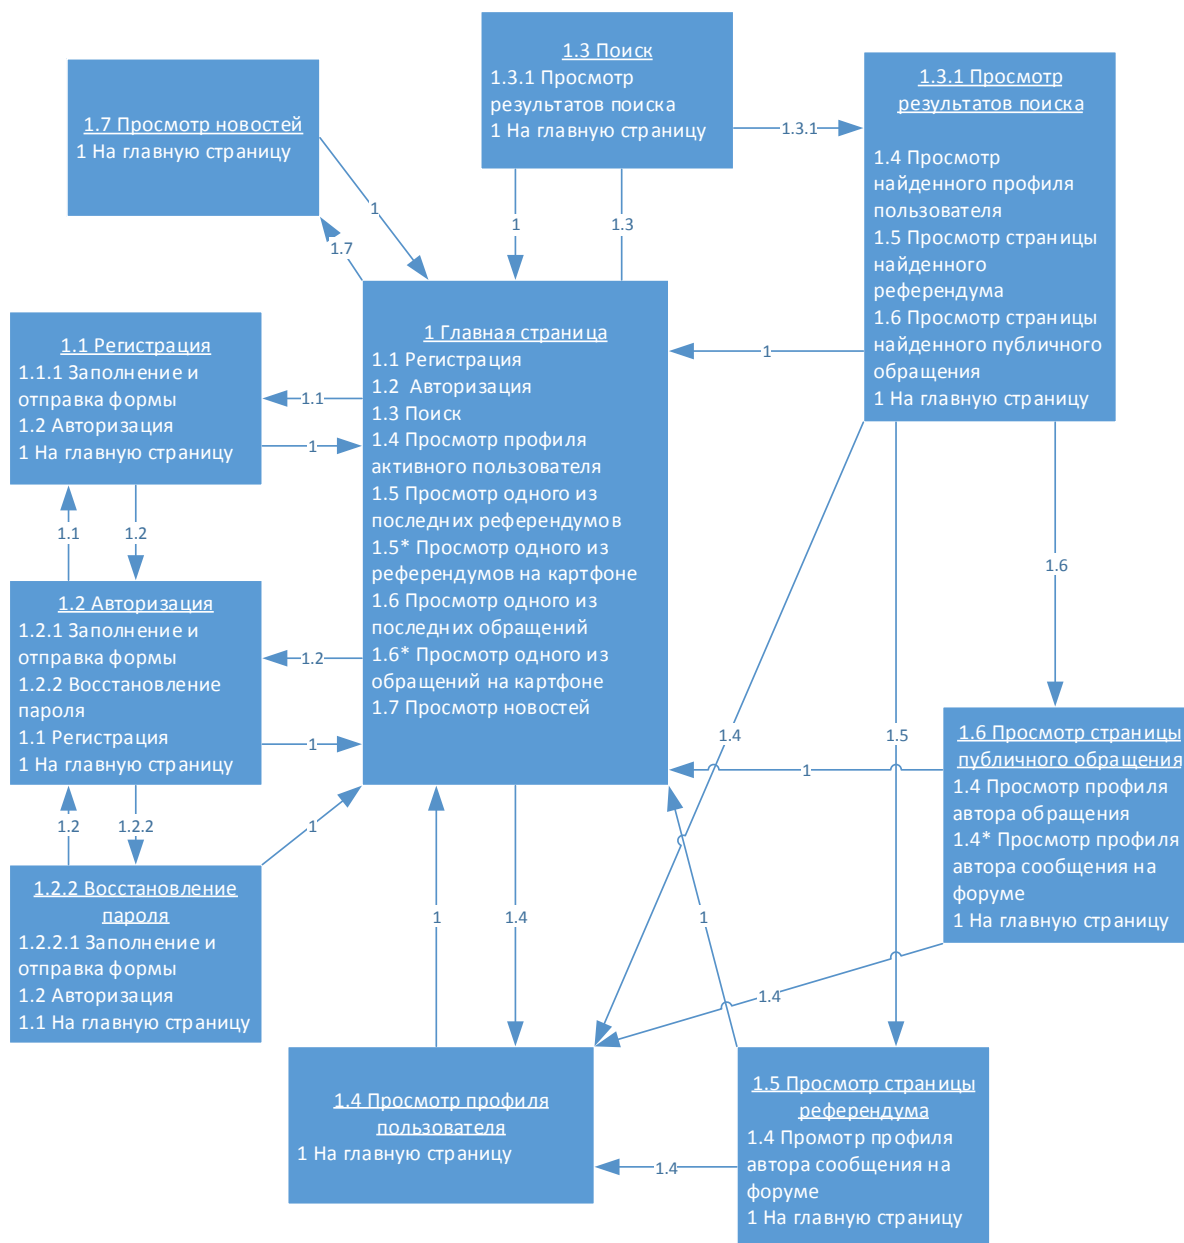 1.3 Поиск
1.3.1 Просмотр
результатов поиска
1 На главную страницу
1.7 Просмотр новостей
1 На главную страницу
1.3.1 Просмотр
результатов поиска
1.4 Просмотр
найденного профиля
пользователя
1.5 Просмотр страницы
найденного
референдума
1.6 Просмотр страницы
найденного публичного
обращения
1 На главную страницу
1.3.1
1
1
1.3
1.7
1 Главная страница
1.1 Регистрация
1.2 Авторизация
1.3 Поиск
1.4 Просмотр профиля
активного пользователя
1.5 Просмотр одного из
последних референдумов
1.5* Просмотр одного из
референдумов на картфоне
1.6 Просмотр одного из
последних обращений
1.6* Просмотр одного из
обращений на картфоне
1.7 Просмотр новостей
1
1.1 Регистрация
1.1.1 Заполнение и
отправка формы
1.2 Авторизация
1 На главную страницу
1.1
1
1.1
1.2
1.6
1.2 Авторизация
1.2.1 Заполнение и
отправка формы
1.2.2 Восстановление
пароля
1.1 Регистрация
1 На главную страницу
1.2
1
1.4
1.5
1
1.6 Просмотр страницы
публичного обращения
1.4 Просмотр профиля
автора обращения
1.4* Просмотр профиля
автора сообщения на
форуме
1 На главную страницу
1.2
1.2.2
1
1.2.2 Восстановление
пароля
1.2.2.1 Заполнение и
отправка формы
1.2 Авторизация
1.1 На главную страницу
1
1.4
1
1.4
1.4 Просмотр профиля
пользователя
1 На главную страницу
1.4
1.5 Просмотр страницы
референдума
1.4 Промотр профиля
автора сообщения на
форуме
1 На главную страницу